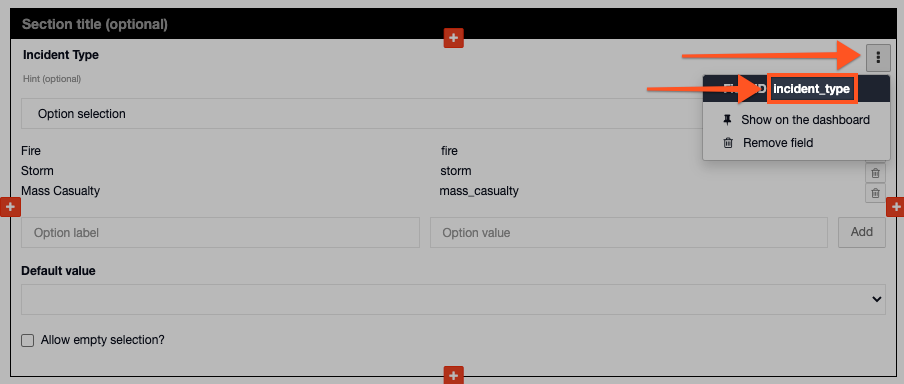 Section title (optional)
Incident Type
Hint (optional)
incident_type
Option selection
Show on the dashboard
Remove field
Fire fire
Storm storm
Mass Casualty mass_casualty
Option label Option value Add
Default value
Allow empty selection?